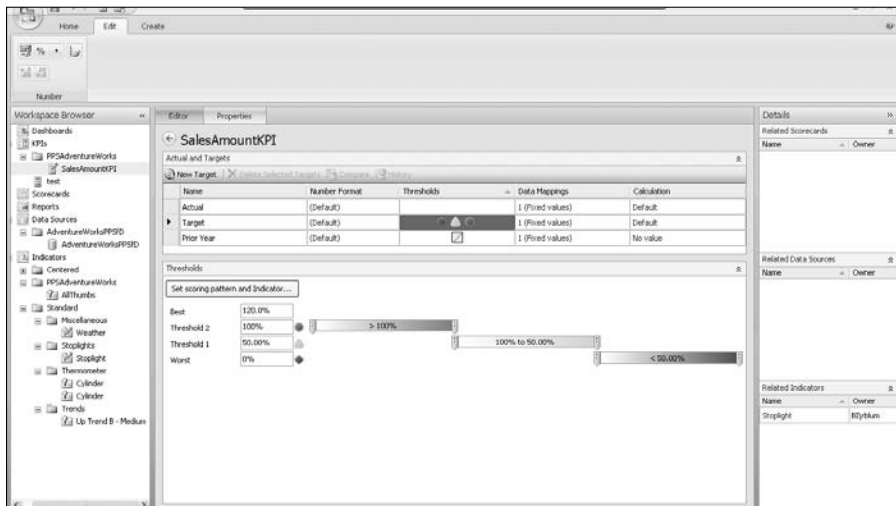 Home Edit Create
Number
Workspace Browser «
Dashboards
KPIs
PPSAdventureWorks
SalesAmountKPI
test
Scorecards
Reports
Data Sources
AdventureWorksPPSfD
AdventureWorksPPSfD
Indicators
Centered
PPSAdventureWorks
AllThumbs
Standard
Miscellaneous
Weather
Stoplights
Stoplight
Thermometer
Cylinder
Cylinder
Trends
Up Trend B - Medium
Editor Properties
SalesAmountKPI
Actual and Targets
New Target Delete Selected Targets Compare History
Name Number Format Thresholds Data Mappings Calculation
Actual (Default) 1 (Fixed values) Default
Target (Default) 1 (Fixed values) Default
Prior Year (Default) 1 (Fixed values) No value
Thresholds
Set scoring pattern and Indicator...
Best 120.0%
Threshold 2 100% > 100%
Threshold 1 50.00% 100% to 50.00%
Worst 0% < 50.00%
Details »
Related Scorecards
Name Owner
Related Data Sources
Name Owner
Related Indicators
Name Owner
Stoplight